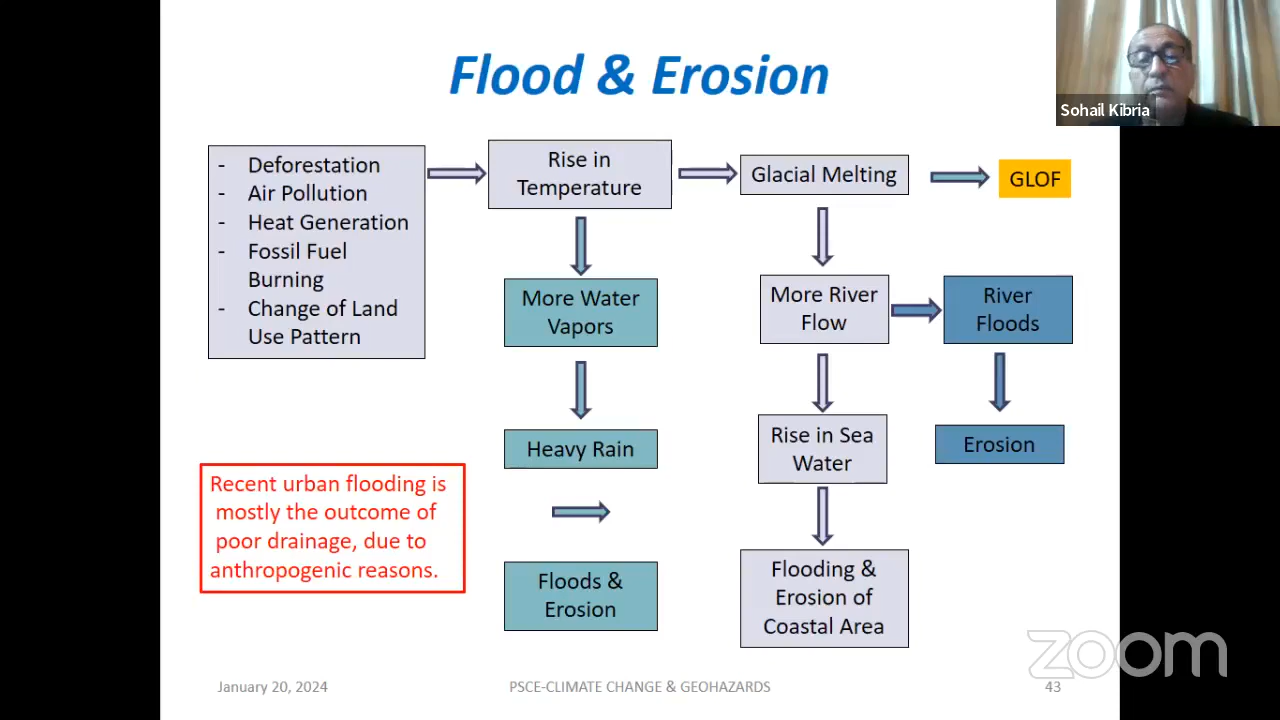 Flood & Erosion
Sohail Kibria
- Deforestation
- Air Pollution
- Heat Generation
- Fossil Fuel
Burning
- Change of Land
Use Pattern
Rise in
Temperature
Glacial Melting
GLOF
More Water
Vapors
More River
Flow
River
Floods
Heavy Rain
Rise in Sea
Water
Erosion
Recent urban flooding is
mostly the outcome of
poor drainage, due to
anthropogenic reasons.
Floods &
Erosion
Flooding &
Erosion of
Coastal Area
zoom
January 20, 2024
PSCE-CLIMATE CHANGE & GEOHAZARDS
43